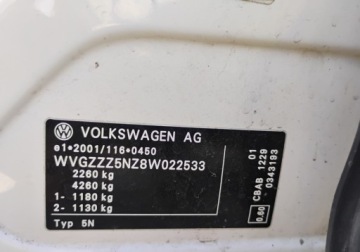 VOLKSWAGEN AG
e1*2001/116*0450
WVGZZZ5NZ8W022533
2260 kg
4260 kg
1- 1180 kg
2- 1130 kg
Typ 5N
01
CBAB 1229
0343193
0.60